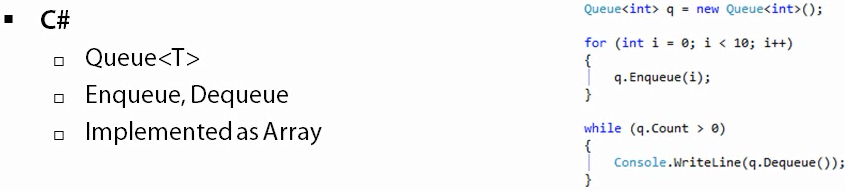 C#
Queue<T>
Enqueue, Dequeue
Implemented as Array
Queue<int> q = new Queue<int>();
for (int i = 0; i < 10; i++)
{
q.Enqueue(i);
}
while (q.Count > 0)
{
Console.WriteLine(q.Dequeue());
}